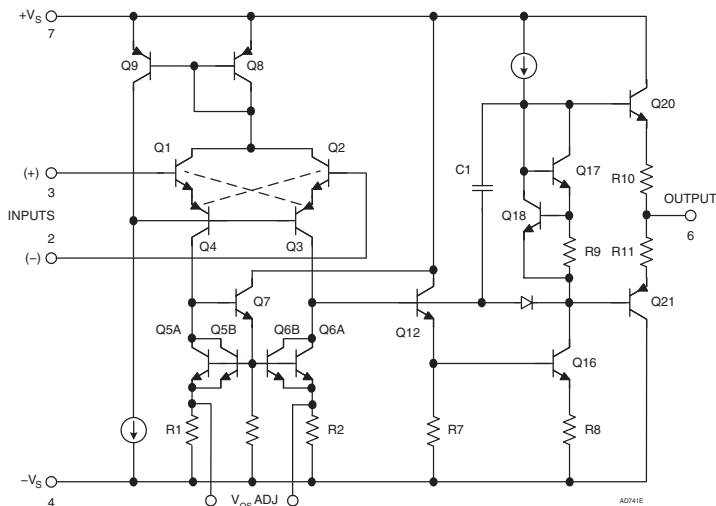 +VS
7
Q9
Q8
Q20
Q1
Q2
Q17
C1
(+)
3
R10
OUTPUT
6
INPUTS
Q18
Q4
Q3
2
R9
R11
(–)
Q7
Q21
Q12
Q5A
Q5B
Q6B
Q6A
Q16
R1
R2
R7
R8
–VS
4
VOS ADJ
AD741E